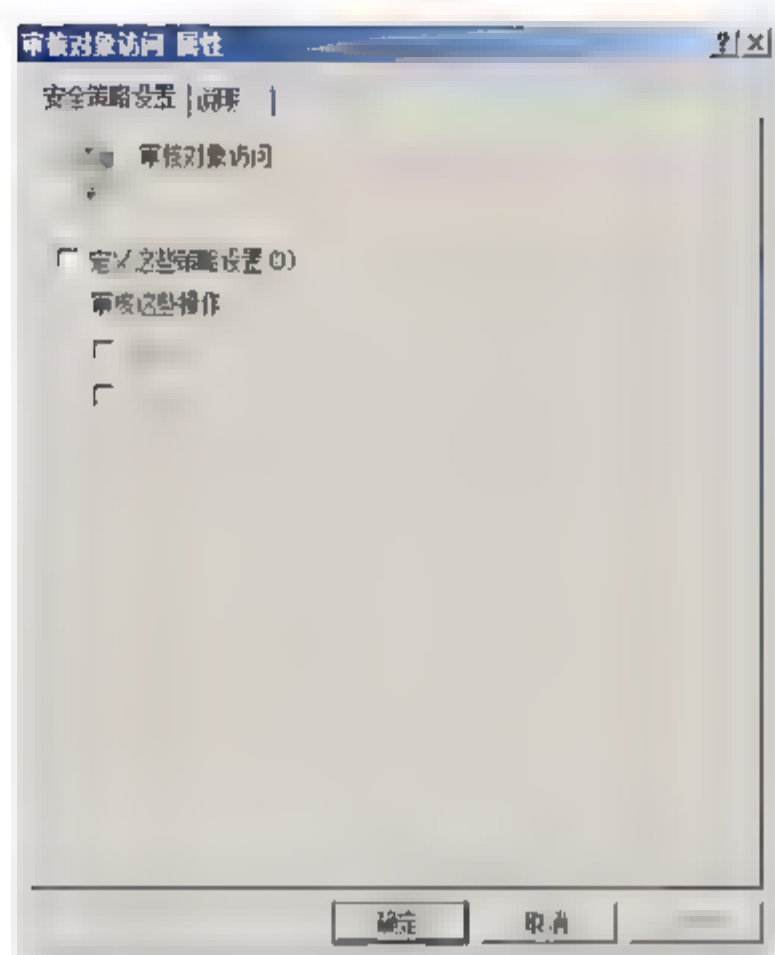 审核对象访问 属性
安全策略设置 说明
审核对象访问
定义这些策略设置(D)
审核这些操作
确定 取消